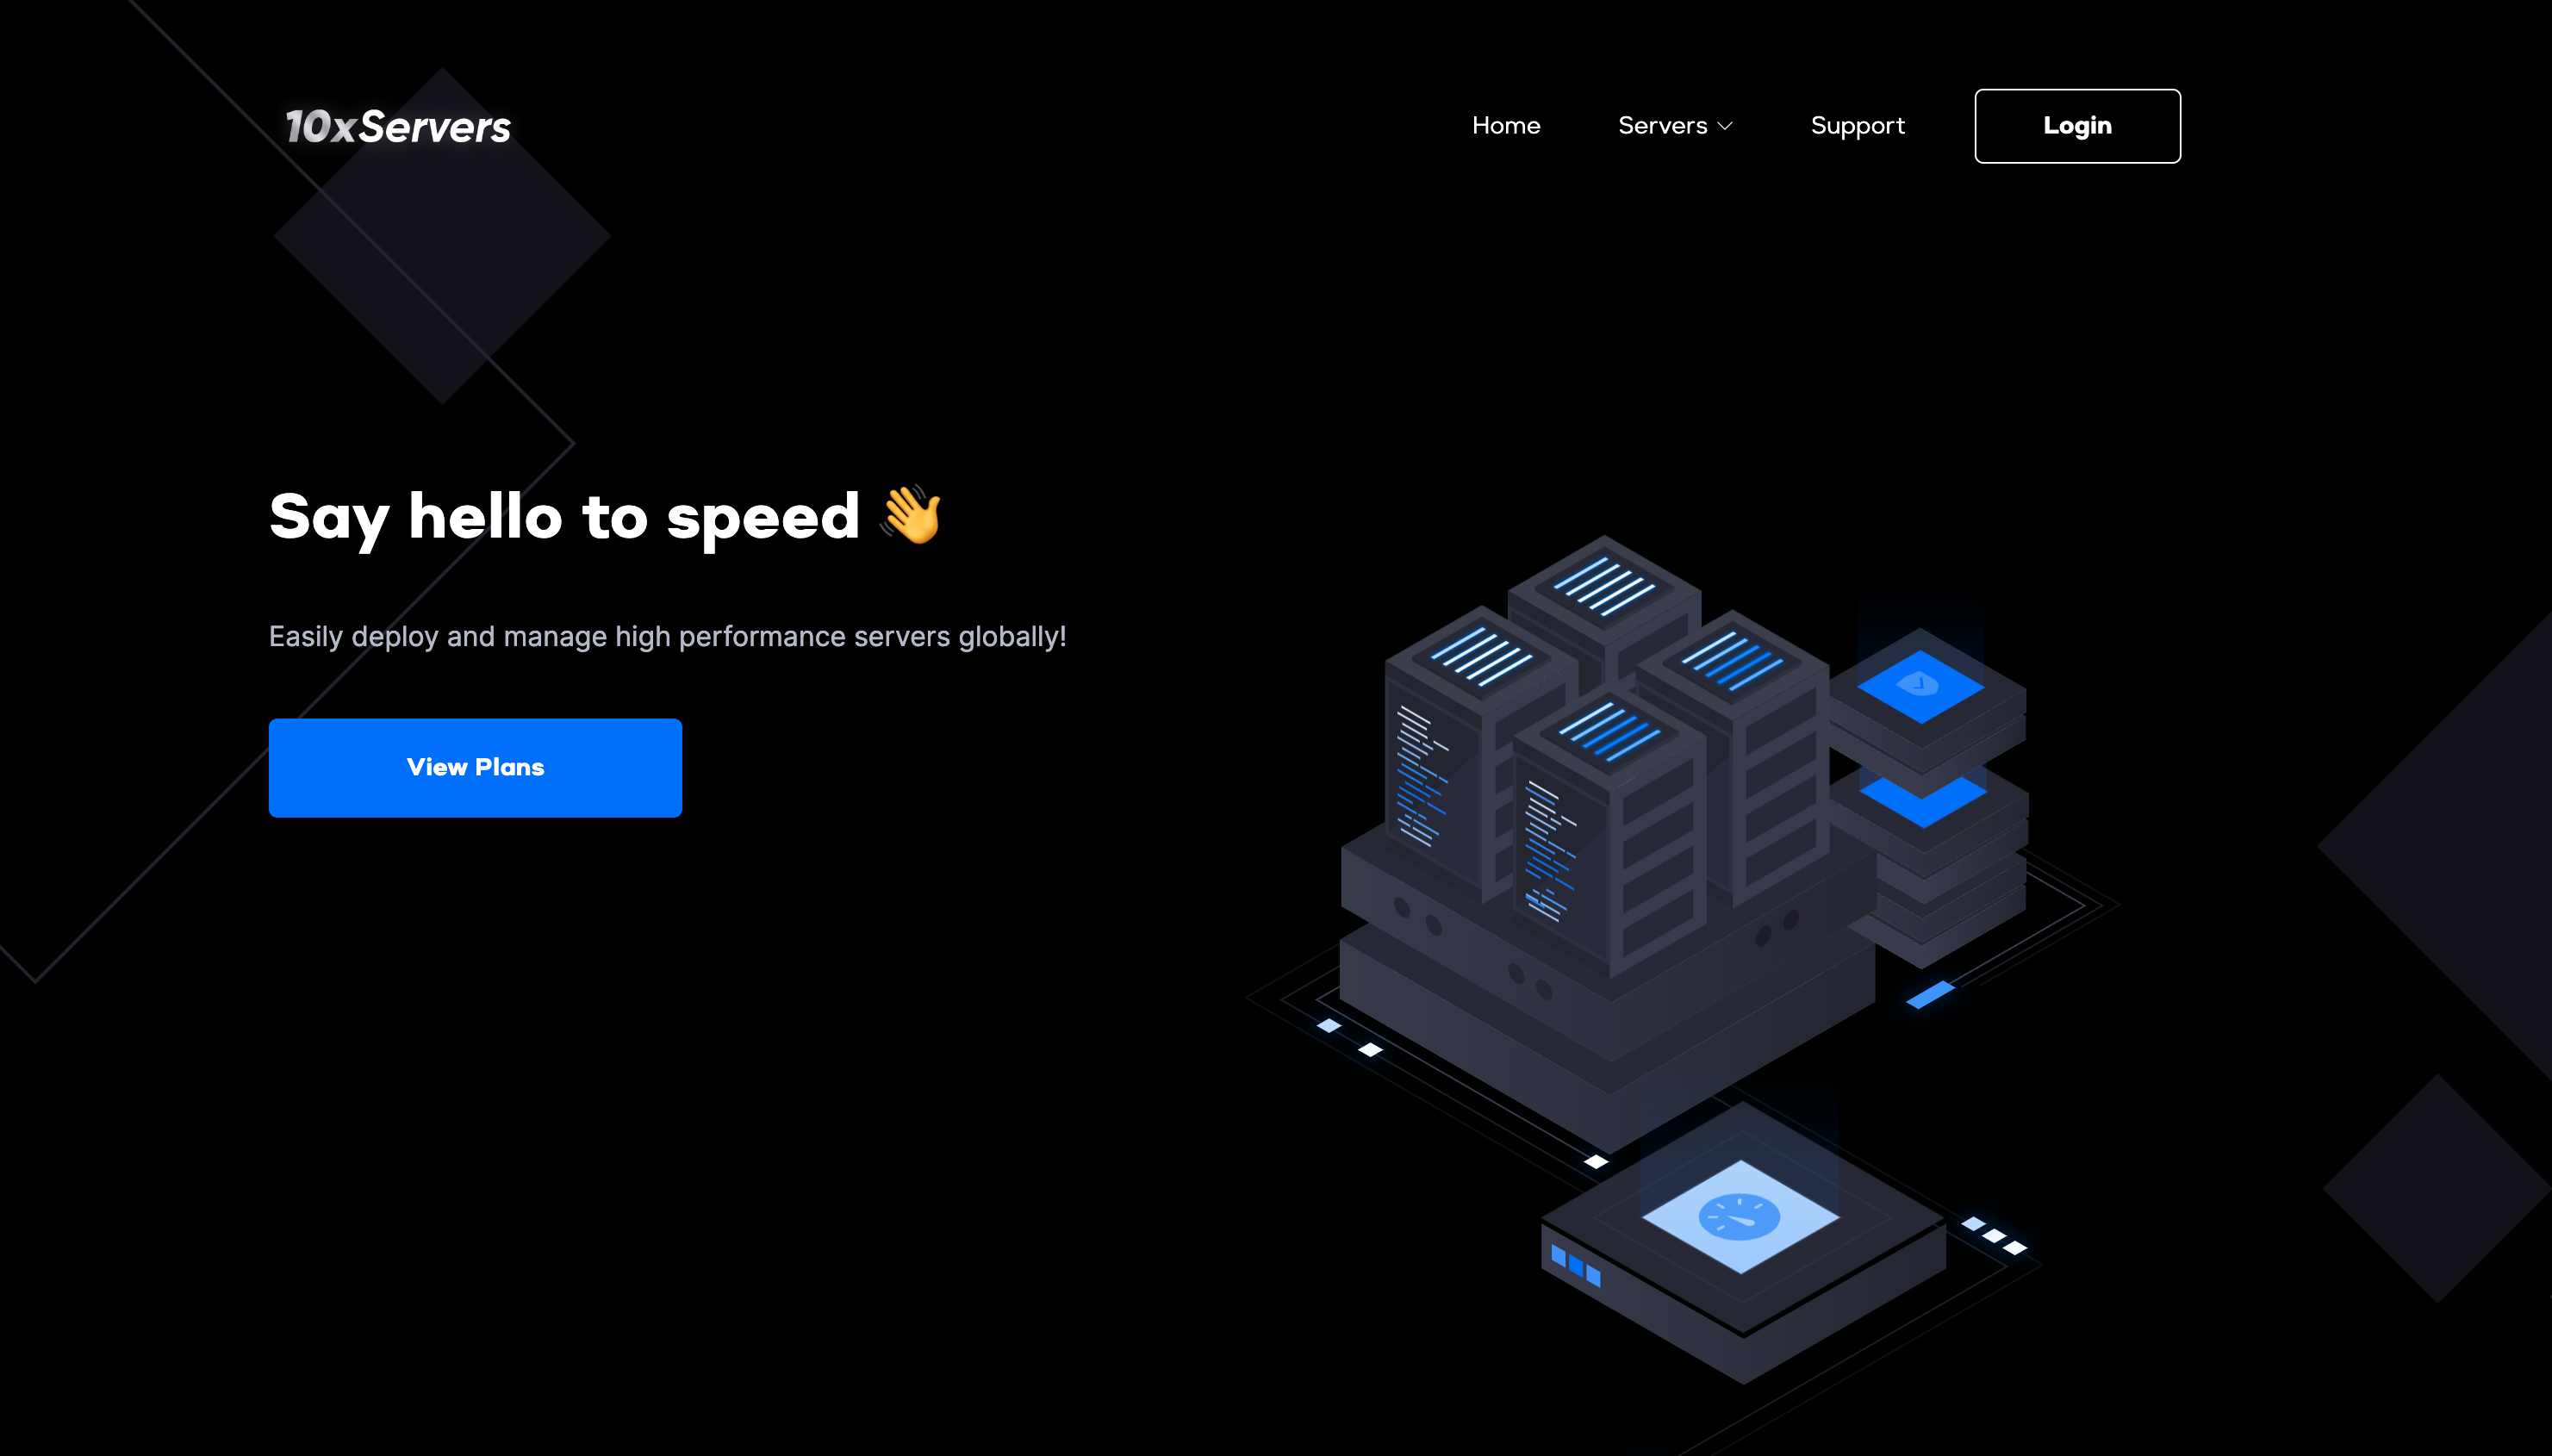 10xServers
Home
Servers
Support
Login
Say hello to speed 👋
Easily deploy and manage high performance servers globally!
View Plans